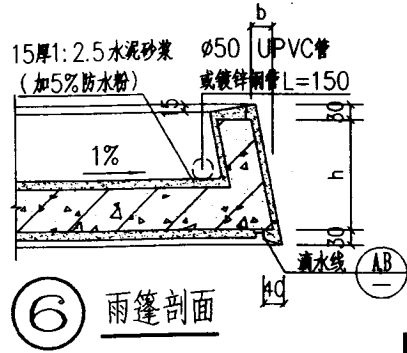 b
15厚1:2.5水泥砂浆
(加5%防水粉)
ø50 UPVC管
或镀锌钢管L=150
15
30
1%
h
30
滴水线
AB
40
6
雨篷剖面